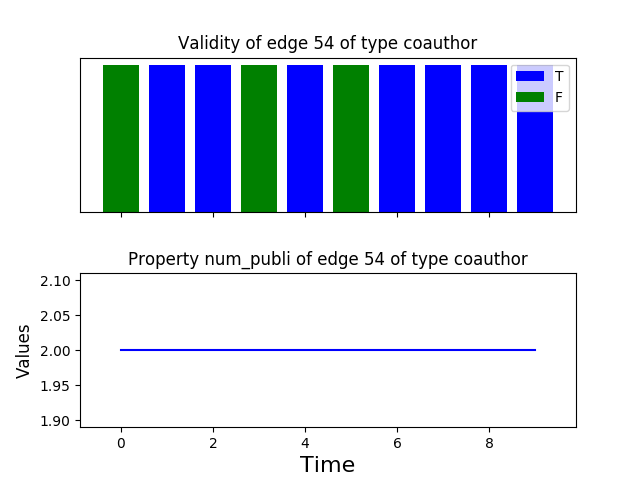 Validity of edge 54 of type coauthor
T
F
Property num_publi of edge 54 of type coauthor
Values
2.10
2.05
2.00
1.95
1.90
0 2 4 6 8
Time